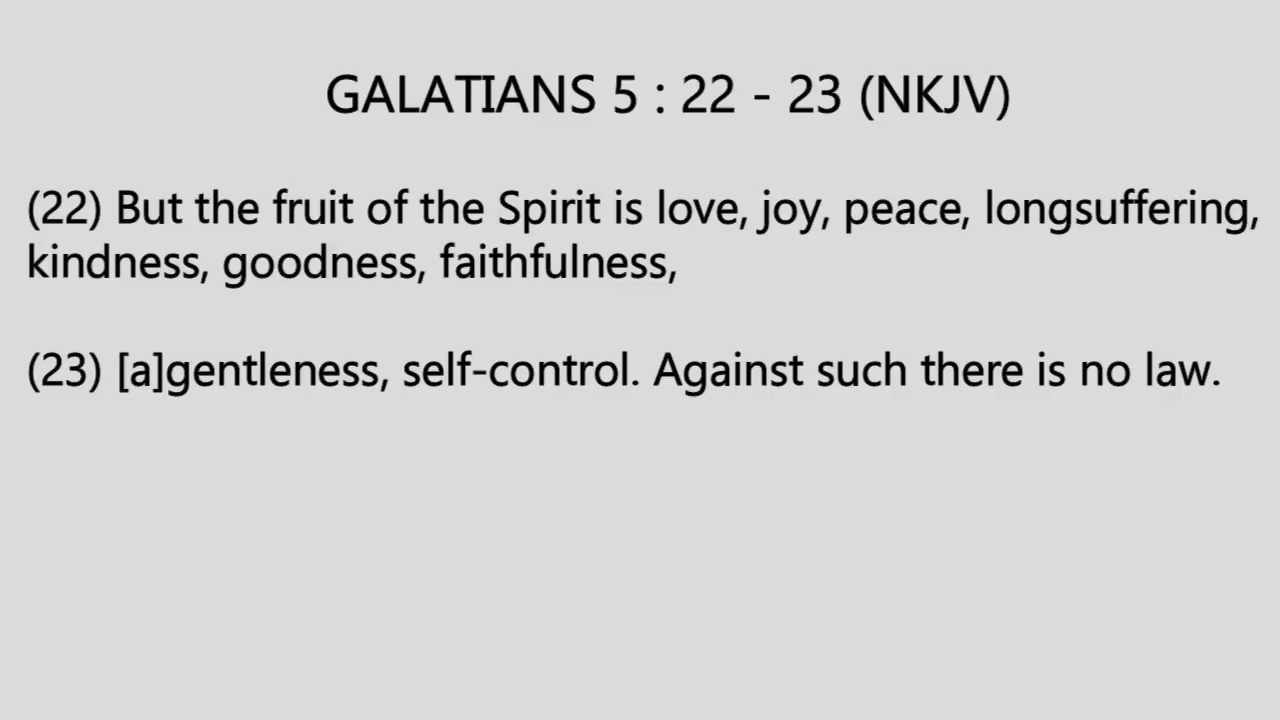 GALATIANS 5 : 22 - 23 (NKJV)
(22) But the fruit of the Spirit is love, joy, peace, longsuffering,
kindness, goodness, faithfulness,
(23) [a]gentleness, self-control. Against such there is no law.